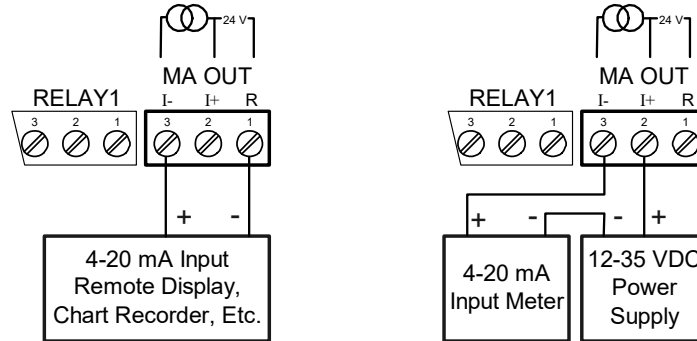 24 V
MA OUT
RELAY1 I- I+ R
3 2 1 3 2 1
+ -
4-20 mA Input
Remote Display,
Chart Recorder, Etc.
24 V
MA OUT
RELAY1 I- I+ R
3 2 1 3 2 1
+ - - +
4-20 mA
Input Meter
12-35 VDC
Power
Supply